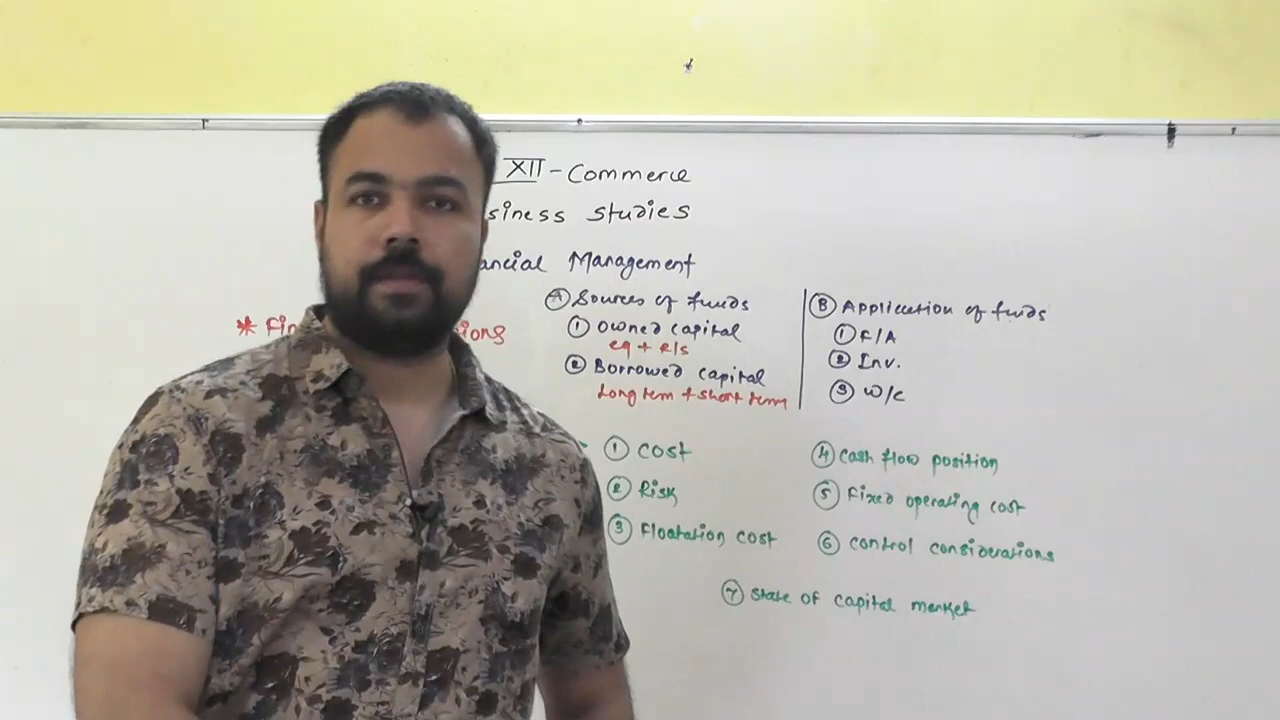 XII - Commerce
siness studies
ancial Management
* Fin
ions
A Sources of funds
1 Owned capital
eq + R/S
2 Borrowed capital
Long term + short term
B Application of funds
1 F/A
2 Inv.
3 W/C
1 Cost
2 Risk
3 Floatation cost
4 Cash flow position
5 Fixed operating cost
6 Control considerations
7 State of capital market